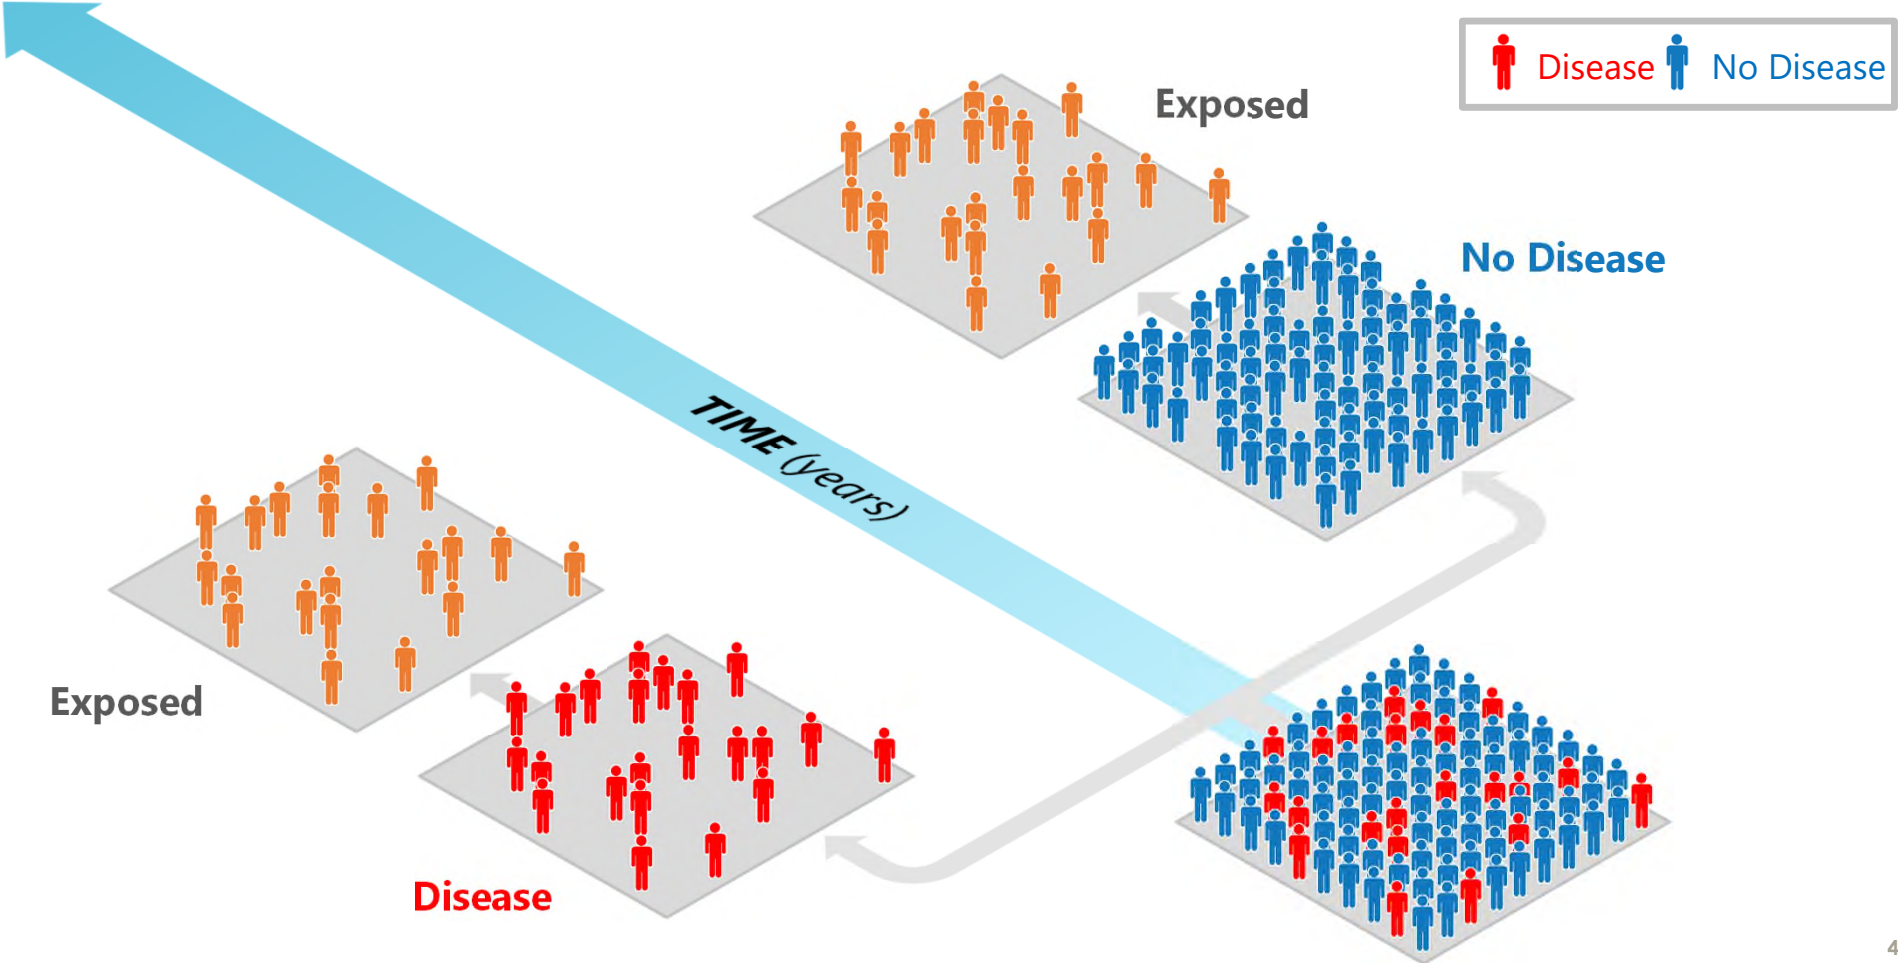 Disease No Disease
Exposed
No Disease
TIME (years)
Exposed
Disease
4